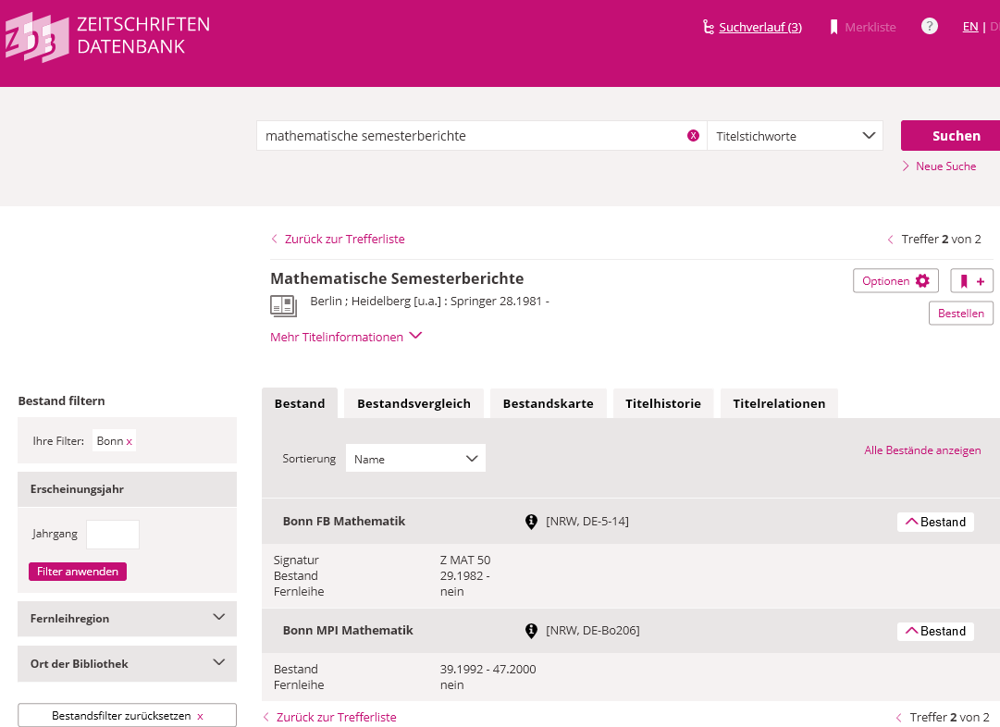 ZDB
ZEITSCHRIFTEN
DATENBANK
Suchverlauf (3)
Merkliste
?
EN |
mathematische semesterberichte
x
Titelstichworte
Suchen
Neue Suche
Zurück zur Trefferliste
Treffer 2 von 2
Mathematische Semesterberichte
Berlin ; Heidelberg [u.a.] : Springer 28.1981 -
Mehr Titelinformationen
Optionen
+
Bestellen
Bestand filtern
Ihre Filter: Bonn x
Erscheinungsjahr
Jahrgang
Filter anwenden
Fernleihregion
Ort der Bibliothek
Bestandsfilter zurücksetzen x
Bestand
Bestandsvergleich
Bestandskarte
Titelhistorie
Titelrelationen
Sortierung Name
Alle Bestände anzeigen
Bonn FB Mathematik [NRW, DE-5-14] Bestand
Signatur Z MAT 50
Bestand 29.1982 -
Fernleihe nein
Bonn MPI Mathematik [NRW, DE-Bo206] Bestand
Bestand 39.1992 - 47.2000
Fernleihe nein
Zurück zur Trefferliste
Treffer 2 von 2